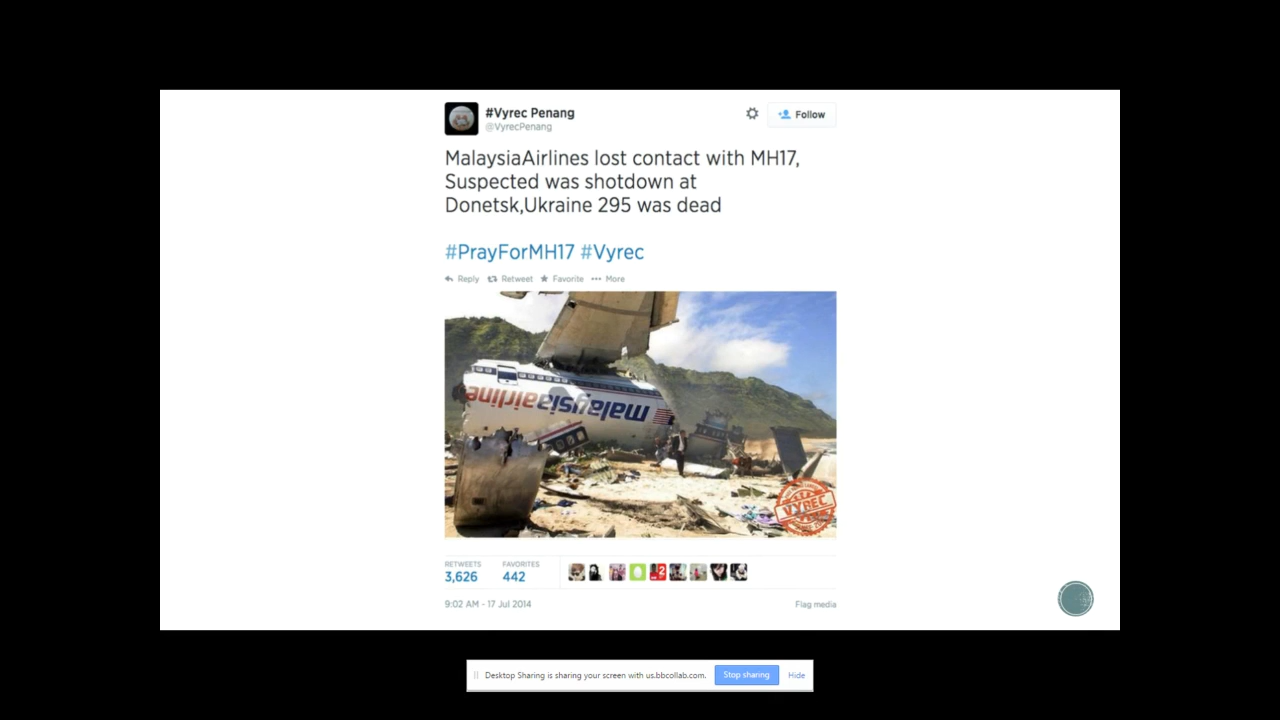 #Vyrec Penang
@VyrecPenang
Follow
MalaysiaAirlines lost contact with MH17,
Suspected was shotdown at
Donetsk,Ukraine 295 was dead
#PrayForMH17 #Vyrec
Reply Retweet Favorite More
malaysiaairline
VYREC
RETWEETS FAVORITES
3,626 442
2
9:02 AM - 17 Jul 2014 Flag media
Desktop Sharing is sharing your screen with us.bbcollab.com. Stop sharing Hide